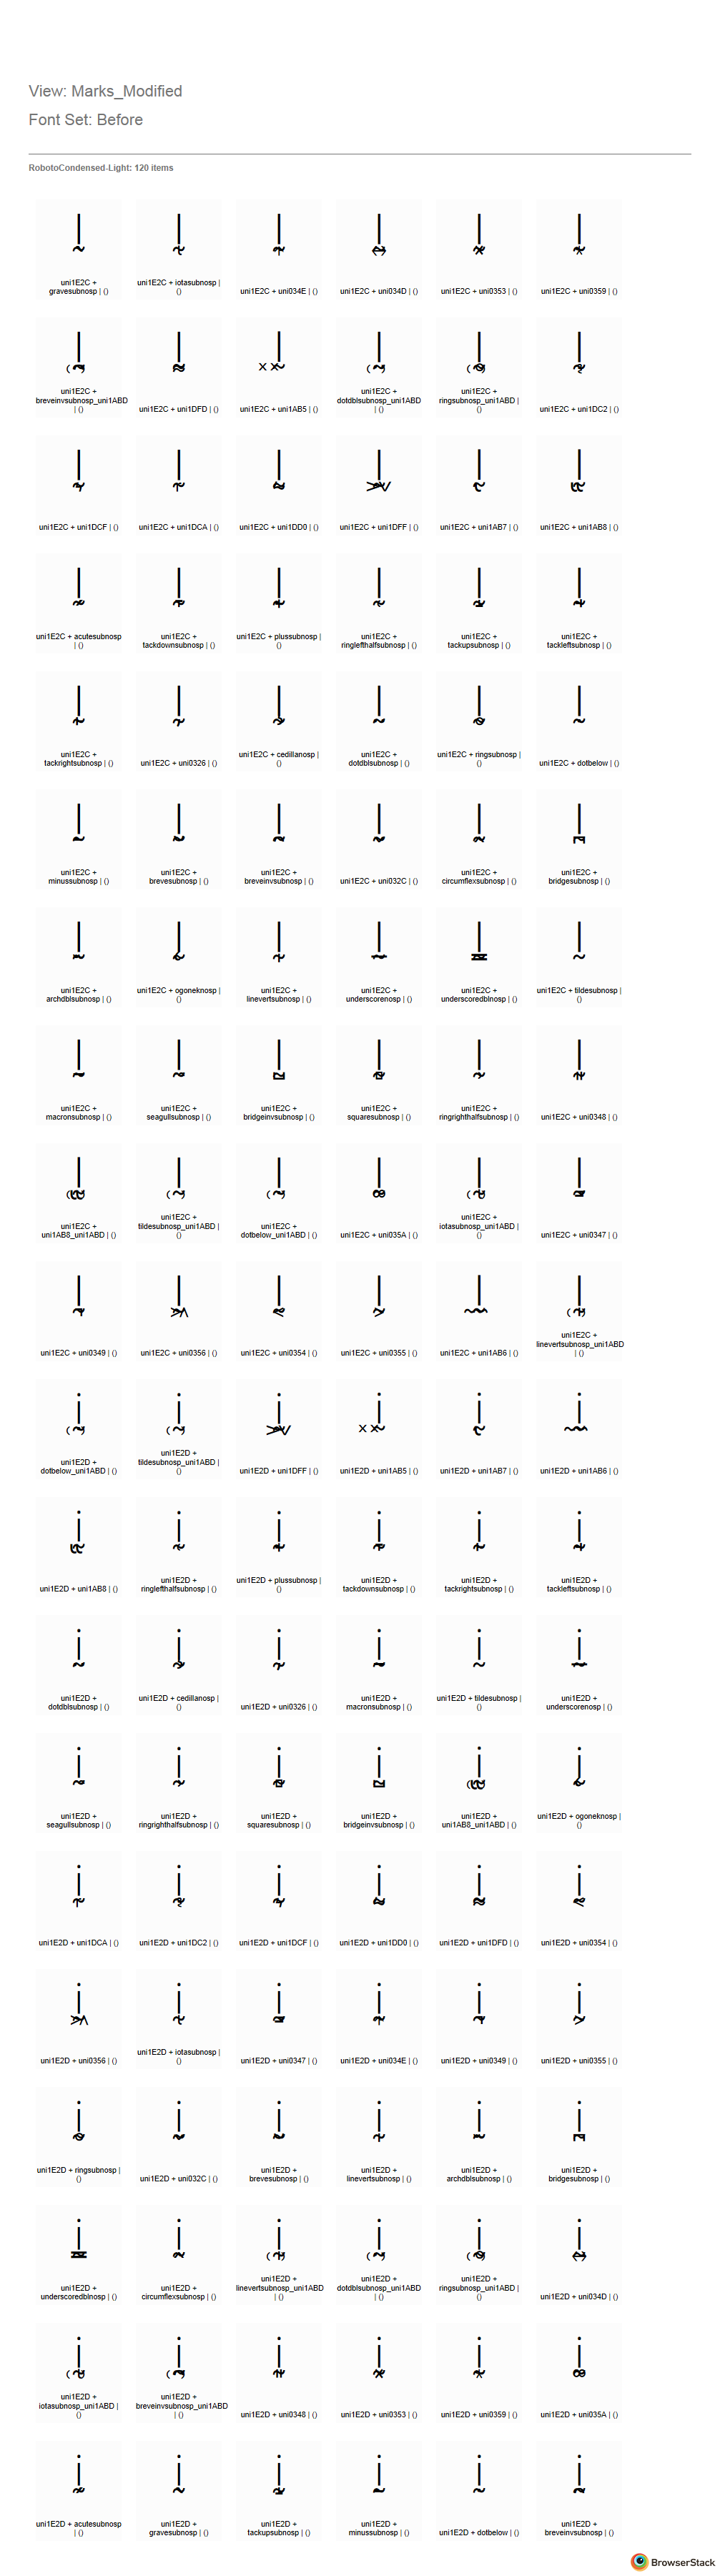 View: Marks_Modified
Font Set: Before
RobotoCondensed-Light: 120 items
uni1E2C +
gravesubnosp | ()
uni1E2C + iotasubnosp |
()
uni1E2C + uni034E | ()
uni1E2C + uni034D | ()
uni1E2C + uni0353 | ()
uni1E2C + uni0359 | ()
uni1E2C +
breveinvsubnosp_uni1ABD
| ()
uni1E2C + uni1DFD | ()
uni1E2C + uni1AB5 | ()
uni1E2C +
dotdblsubnosp_uni1ABD
| ()
uni1E2C +
ringsubnosp_uni1ABD |
()
uni1E2C + uni1DC2 | ()
uni1E2C + uni1DCF | ()
uni1E2C + uni1DCA | ()
uni1E2C + uni1DD0 | ()
uni1E2C + uni1DFF | ()
uni1E2C + uni1AB7 | ()
uni1E2C + uni1AB8 | ()
uni1E2C + acutesubnosp
| ()
uni1E2C +
tackdownsubnosp | ()
uni1E2C + plussubnosp |
()
uni1E2C +
ringlefthalfsubnosp | ()
uni1E2C +
tackupsubnosp | ()
uni1E2C +
tackleftsubnosp | ()
uni1E2C +
tackrightsubnosp | ()
uni1E2C + uni0326 | ()
uni1E2C + cedillanosp |
()
uni1E2C +
dotdblsubnosp | ()
uni1E2C + ringsubnosp |
()
uni1E2C + dotbelow | ()
uni1E2C +
minussubnosp | ()
uni1E2C +
brevesubnosp | ()
uni1E2C +
breveinvsubnosp | ()
uni1E2C + uni032C | ()
uni1E2C +
circumflexsubnosp | ()
uni1E2C +
bridgesubnosp | ()
uni1E2C +
archdblsubnosp | ()
uni1E2C + ogoneknosp |
()
uni1E2C +
linevertsubnosp | ()
uni1E2C +
underscorenosp | ()
uni1E2C +
underscoredblnosp | ()
uni1E2C + tildesubnosp |
()
uni1E2C +
macronsubnosp | ()
uni1E2C +
seagullsubnosp | ()
uni1E2C +
bridgeinvsubnosp | ()
uni1E2C +
squaresubnosp | ()
uni1E2C +
ringrighthalfsubnosp | ()
uni1E2C + uni0348 | ()
uni1E2C +
uni1AB8_uni1ABD | ()
uni1E2C +
tildesubnosp_uni1ABD |
()
uni1E2C +
dotbelow_uni1ABD | ()
uni1E2C + uni035A | ()
uni1E2C +
iotasubnosp_uni1ABD |
()
uni1E2C + uni0347 | ()
uni1E2C + uni0349 | ()
uni1E2C + uni0356 | ()
uni1E2C + uni0354 | ()
uni1E2C + uni0355 | ()
uni1E2C + uni1AB6 | ()
uni1E2C +
linevertsubnosp_uni1ABD
| ()
uni1E2D +
dotbelow_uni1ABD | ()
uni1E2D +
tildesubnosp_uni1ABD |
()
uni1E2D + uni1DFF | ()
uni1E2D + uni1AB5 | ()
uni1E2D + uni1AB7 | ()
uni1E2D + uni1AB6 | ()
uni1E2D + uni1AB8 | ()
uni1E2D +
ringlefthalfsubnosp | ()
uni1E2D + plussubnosp |
()
uni1E2D +
tackdownsubnosp | ()
uni1E2D +
tackrightsubnosp | ()
uni1E2D +
tackleftsubnosp | ()
uni1E2D +
dotdblsubnosp | ()
uni1E2D + cedillanosp |
()
uni1E2D + uni0326 | ()
uni1E2D +
macronsubnosp | ()
uni1E2D + tildesubnosp |
()
uni1E2D +
underscorenosp | ()
uni1E2D +
seagullsubnosp | ()
uni1E2D +
ringrighthalfsubnosp | ()
uni1E2D +
squaresubnosp | ()
uni1E2D +
bridgeinvsubnosp | ()
uni1E2D +
uni1AB8_uni1ABD | ()
uni1E2D + ogoneknosp |
()
uni1E2D + uni1DCA | ()
uni1E2D + uni1DC2 | ()
uni1E2D + uni1DCF | ()
uni1E2D + uni1DD0 | ()
uni1E2D + uni1DFD | ()
uni1E2D + uni0354 | ()
uni1E2D + uni0356 | ()
uni1E2D + iotasubnosp |
()
uni1E2D + uni0347 | ()
uni1E2D + uni034E | ()
uni1E2D + uni0349 | ()
uni1E2D + uni0355 | ()
uni1E2D + ringsubnosp |
()
uni1E2D + uni032C | ()
uni1E2D +
brevesubnosp | ()
uni1E2D +
linevertsubnosp | ()
uni1E2D +
archdblsubnosp | ()
uni1E2D +
bridgesubnosp | ()
uni1E2D +
underscoredblnosp | ()
uni1E2D +
circumflexsubnosp | ()
uni1E2D +
linevertsubnosp_uni1ABD
| ()
uni1E2D +
dotdblsubnosp_uni1ABD
| ()
uni1E2D +
ringsubnosp_uni1ABD |
()
uni1E2D + uni034D | ()
uni1E2D +
iotasubnosp_uni1ABD |
()
uni1E2D +
breveinvsubnosp_uni1ABD
| ()
uni1E2D + uni0348 | ()
uni1E2D + uni0353 | ()
uni1E2D + uni0359 | ()
uni1E2D + uni035A | ()
uni1E2D + acutesubnosp
| ()
uni1E2D +
gravesubnosp | ()
uni1E2D +
tackupsubnosp | ()
uni1E2D +
minussubnosp | ()
uni1E2D + dotbelow | ()
uni1E2D +
breveinvsubnosp | ()
BrowserStack